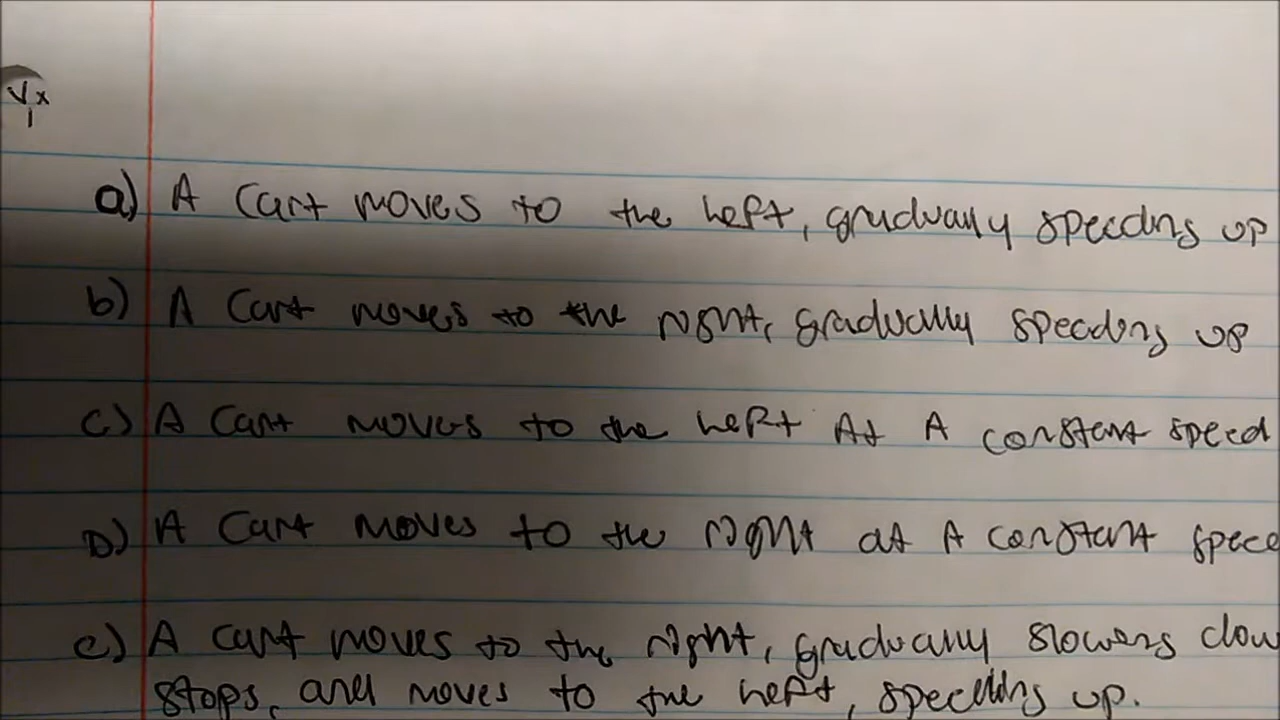 Vx
a) A Cart moves to the left, gradually speeding up
b) A Cart moves to the right, gradually speeding up
c) A Cart moves to the left At A constant speed
D) A Cart moves to the right at A constant speed
e) A cart moves to the right, gradually slowers dow
stops, and moves to the left, speeding up.